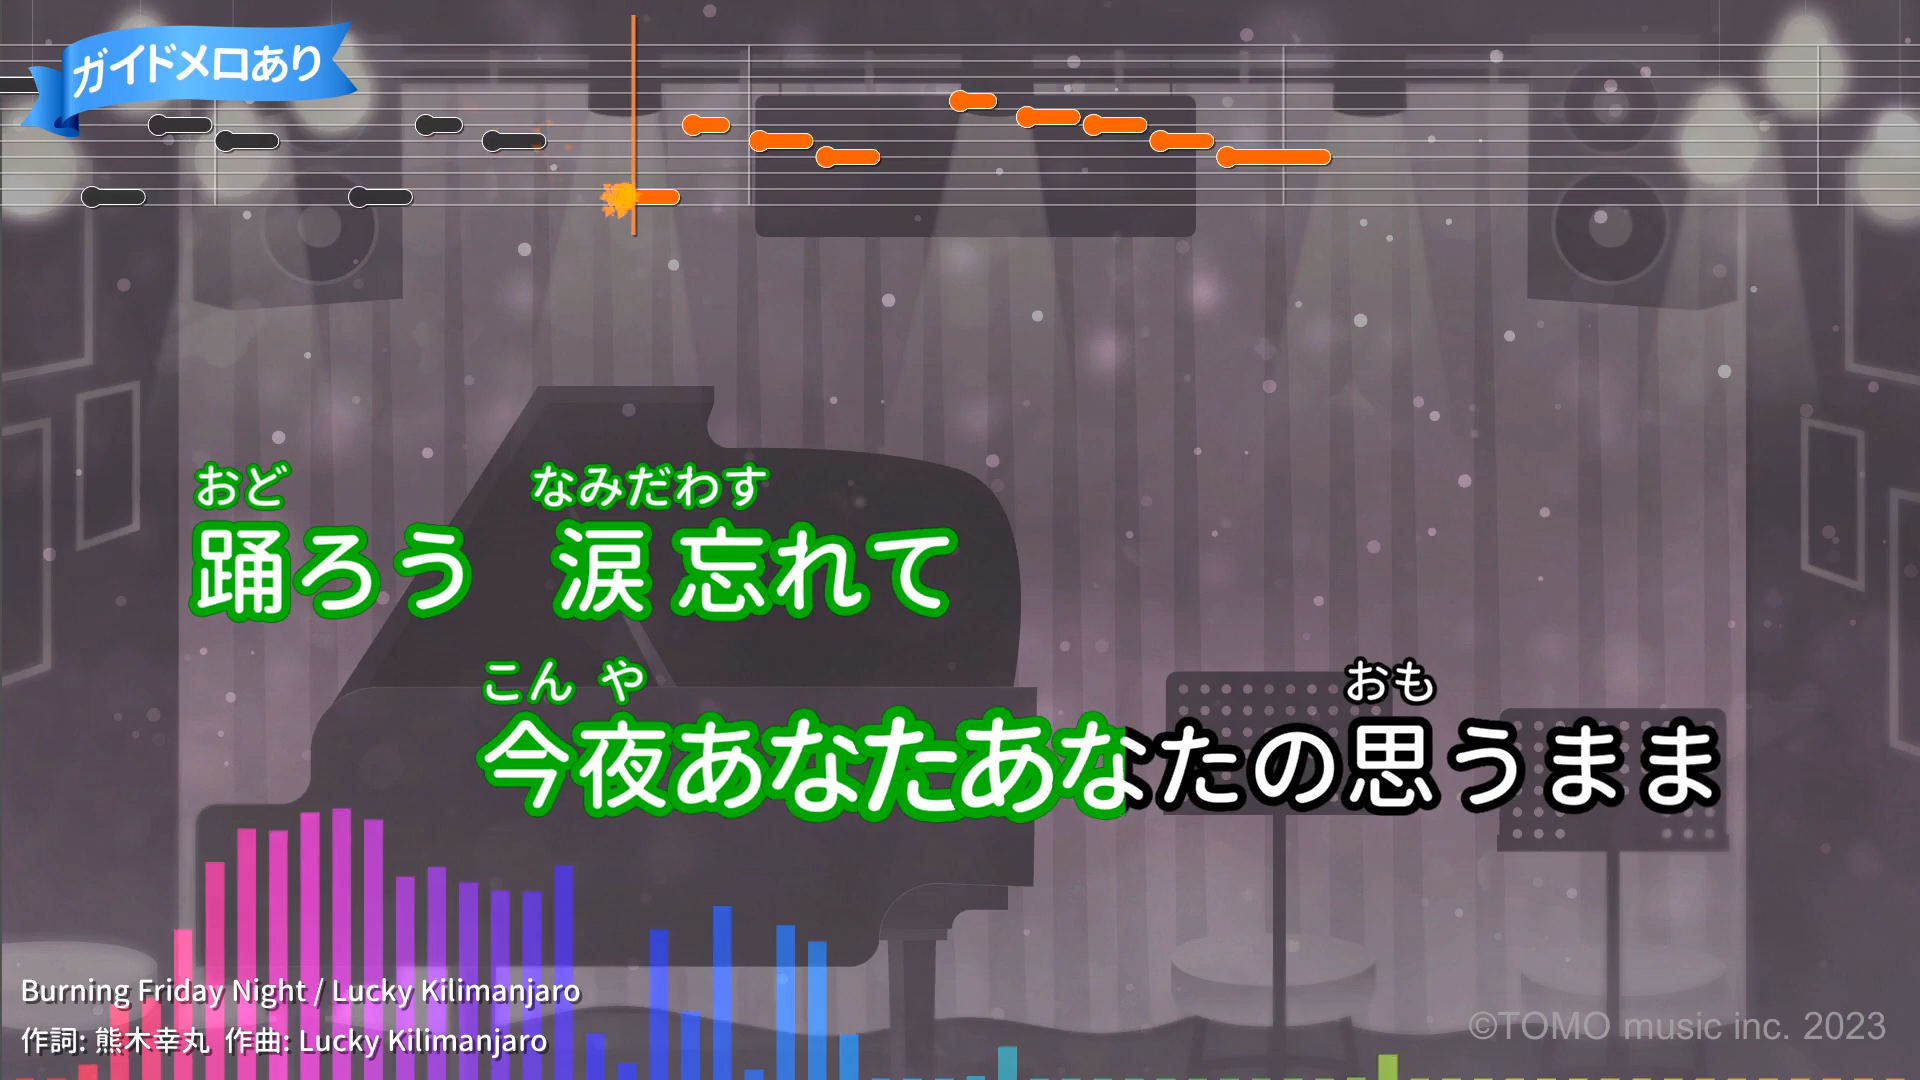 ガイドメロあり
おど なみだわす
踊ろう 涙 忘れて
こん や おも
今夜あなたあなたの思うまま
Burning Friday Night / Lucky Kilimanjaro
作詞: 熊木幸丸 作曲: Lucky Kilimanjaro
©TOMO music inc. 2023